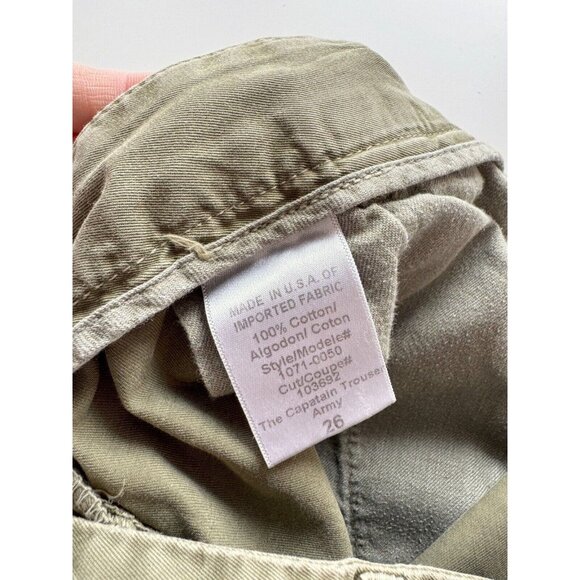 MADE IN U.S.A. OF
IMPORTED FABRIC
100% Cotton/
Algodon/ Coton
Style/Modele#
1071-0050
Cut/Coupe#
103692
The Capatain Trouser
Army
26